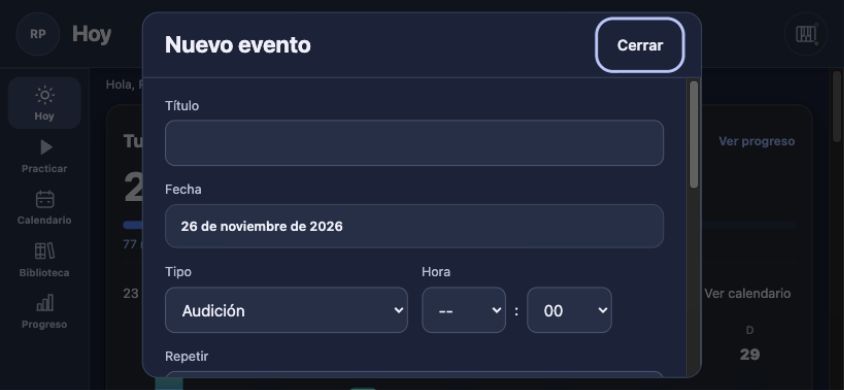 RP Hoy
Nuevo evento
Cerrar
Hoy
Practicar
Calendario
Biblioteca
Progreso
Hola,
Tu
2
77
23
Ver progreso
Ver calendario
D
29
Título
Fecha
26 de noviembre de 2026
Tipo Hora
Audición -- : 00
Repetir